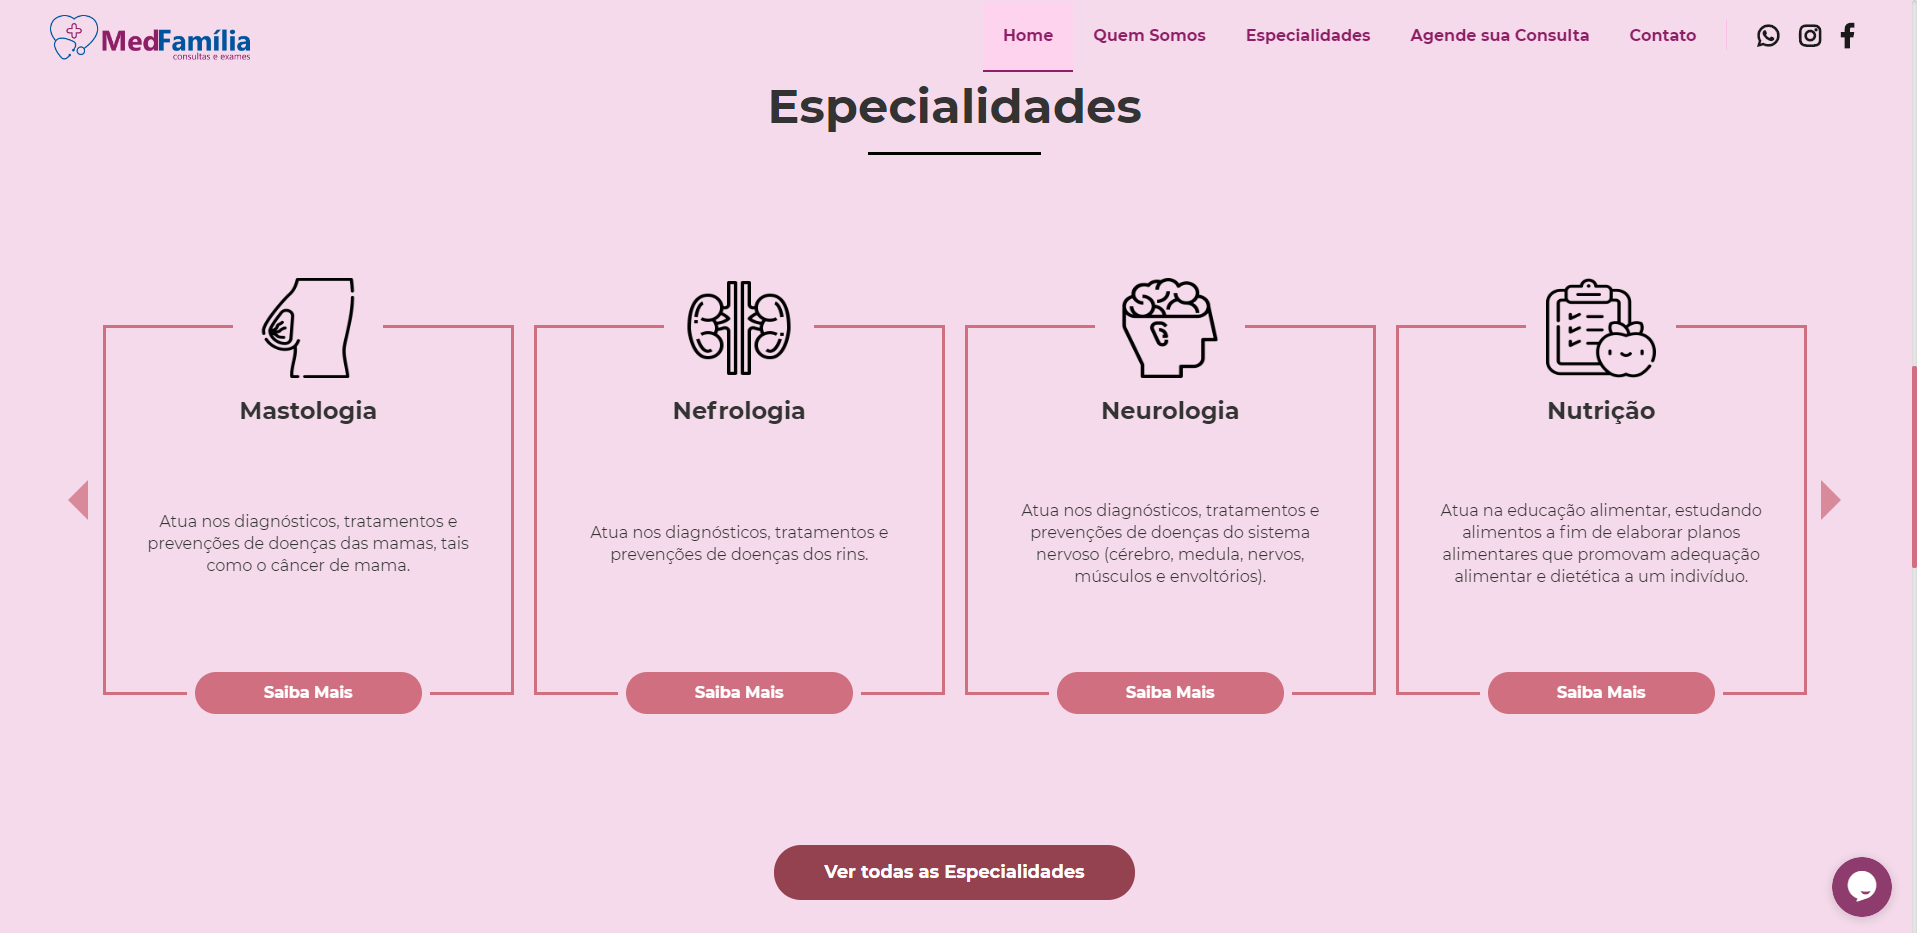 MedFamília
consultas e exames
Home
Quem Somos
Especialidades
Agende sua Consulta
Contato
Especialidades
Mastologia
Atua nos diagnósticos, tratamentos e
prevenções de doenças das mamas, tais
como o câncer de mama.
Saiba Mais
Nefrologia
Atua nos diagnósticos, tratamentos e
prevenções de doenças dos rins.
Saiba Mais
Neurologia
Atua nos diagnósticos, tratamentos e
prevenções de doenças do sistema
nervoso (cérebro, medula, nervos,
músculos e envoltórios).
Saiba Mais
Nutrição
Atua na educação alimentar, estudando
alimentos a fim de elaborar planos
alimentares que promovam adequação
alimentar e dietética a um indivíduo.
Saiba Mais
Ver todas as Especialidades